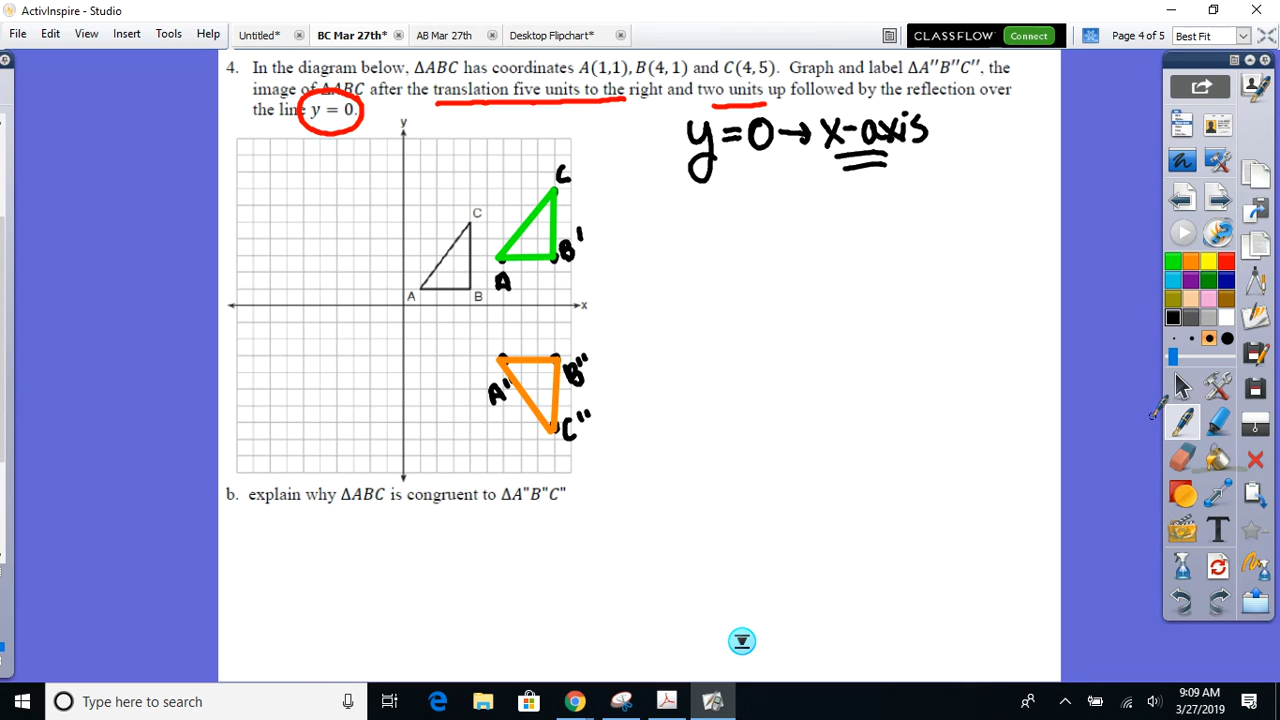 ActivInspire - Studio
File Edit View Insert Tools Help
Untitled* BC Mar 27th* AB Mar 27th Desktop Flipchart*
CLASSFLOW Connect
Page 4 of 5 Best Fit
4. In the diagram below, ΔABC has coordinates A(1,1), B(4, 1) and C(4, 5). Graph and label ΔA''B''C'', the
image of ΔABC after the translation five units to the right and two units up followed by the reflection over
the line y = 0.
y = 0 → x-axis
y
C
C
B'
A
A B
x
A" B"
C"
b. explain why ΔABC is congruent to ΔA"B"C"
Type here to search
9:09 AM
3/27/2019